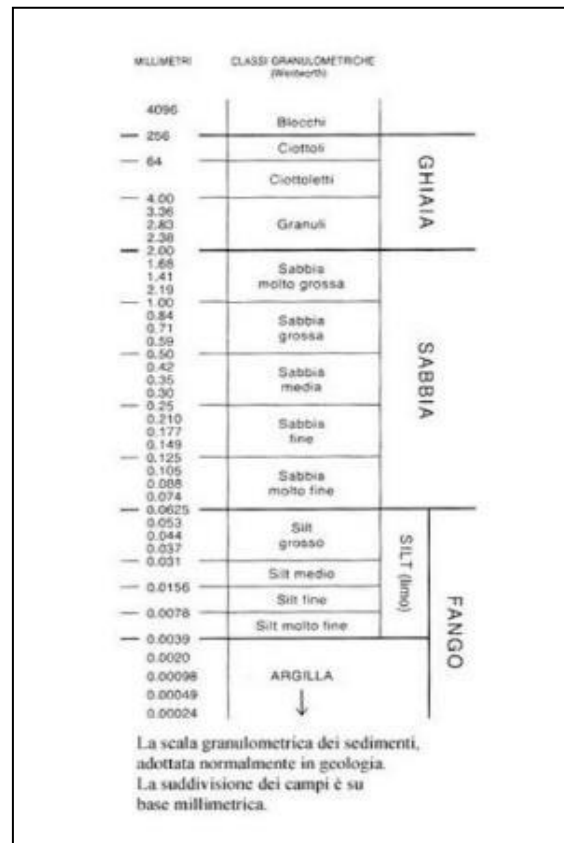 MILLIMETRI CLASSI GRANULOMETRICHE
(Wentworth)
4096
Blocchi
256
Ciottoli
64
Ciottoletti
4.00
3.36
2.83
2.38
Granuli
2.00
GHIAIA
1.68
1.41
2.19
Sabbia
molto grossa
1.00
0.84
0.71
0.59
Sabbia
grossa
0.50
0.42
0.35
0.30
Sabbia
media
0.25
0.210
0.177
0.149
Sabbia
fine
0.125
0.105
0.088
0.074
Sabbia
molto fine
0.0625
SABBIA
0.053
0.044
0.037
Silt
grosso
0.031
Silt medio
0.0156
Silt fine
0.0078
Silt molto fine
0.0039
SILT (limo)
0.0020
0.00098
0.00049
0.00024
ARGILLA
FANGO
La scala granulometrica dei sedimenti,
adottata normalmente in geologia.
La suddivisione dei campi è su
base millimetrica.